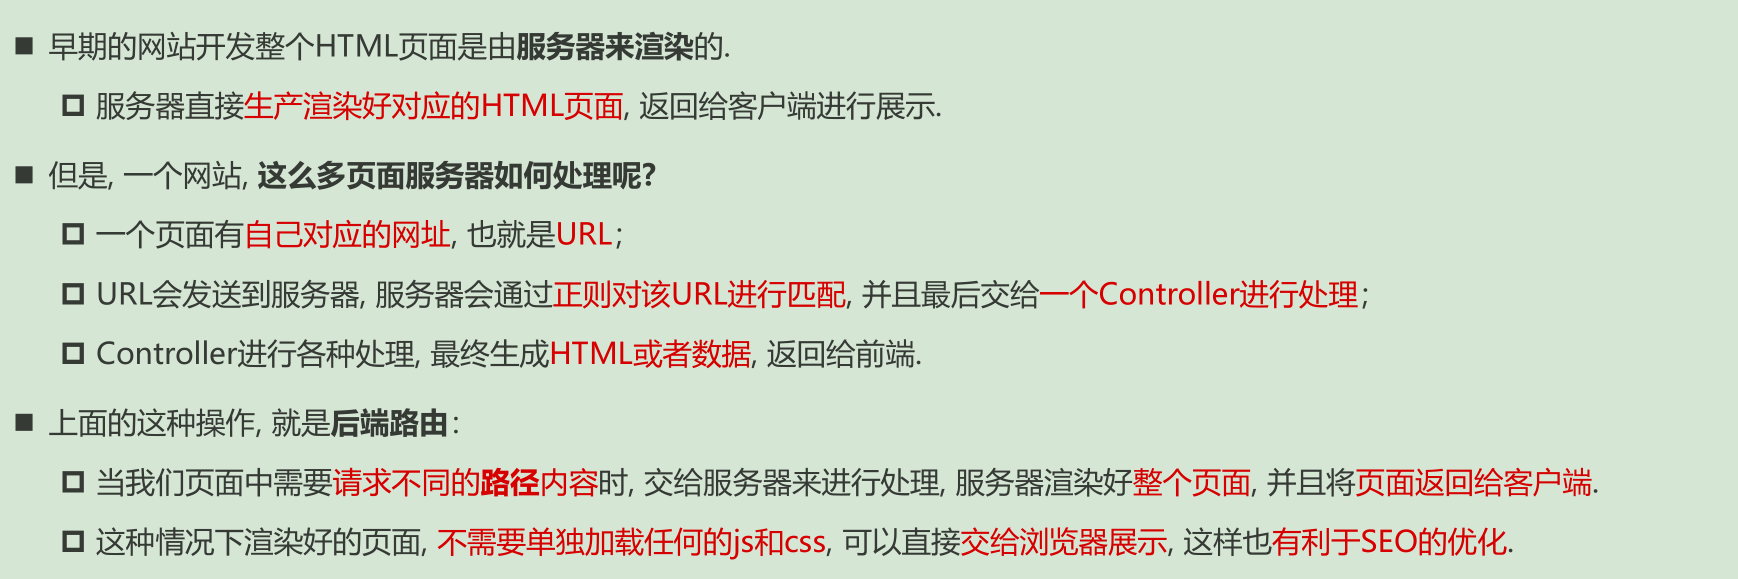 早期的网站开发整个HTML页面是由服务器来渲染的.
服务器直接生产渲染好对应的HTML页面, 返回给客户端进行展示.
但是, 一个网站, 这么多页面服务器如何处理呢?
一个页面有自己对应的网址, 也就是URL;
URL会发送到服务器, 服务器会通过正则对该URL进行匹配, 并且最后交给一个Controller进行处理;
Controller进行各种处理, 最终生成HTML或者数据, 返回给前端.
上面的这种操作, 就是后端路由:
当我们页面中需要请求不同的路径内容时, 交给服务器来进行处理, 服务器渲染好整个页面, 并且将页面返回给客户端.
这种情况下渲染好的页面, 不需要单独加载任何的js和css, 可以直接交给浏览器展示, 这样也有利于SEO的优化.